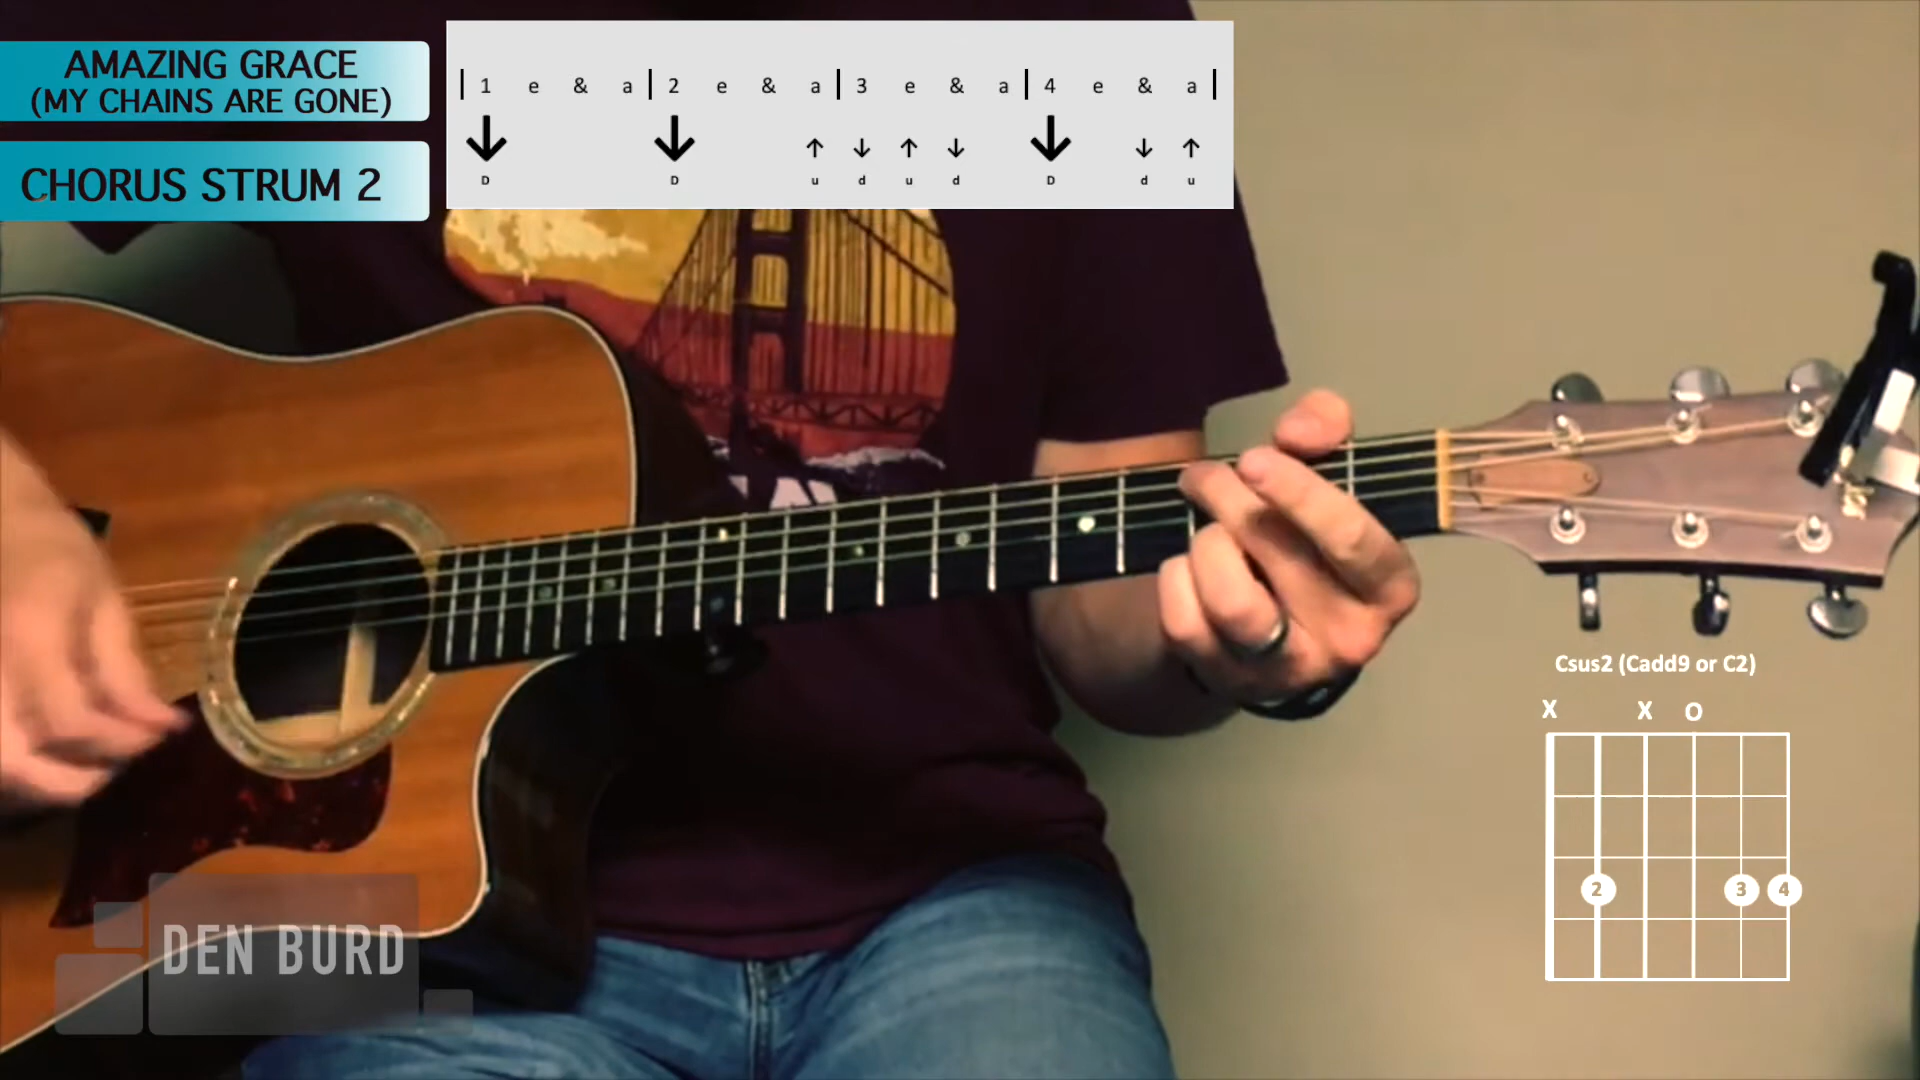 AMAZING GRACE
(MY CHAINS ARE GONE)
CHORUS STRUM 2
| 1 e & a | 2 e & a | 3 e & a | 4 e & a |
D D u d u d D d u
Csus2 (Cadd9 or C2)
X X O
2 3 4
DEN BURD